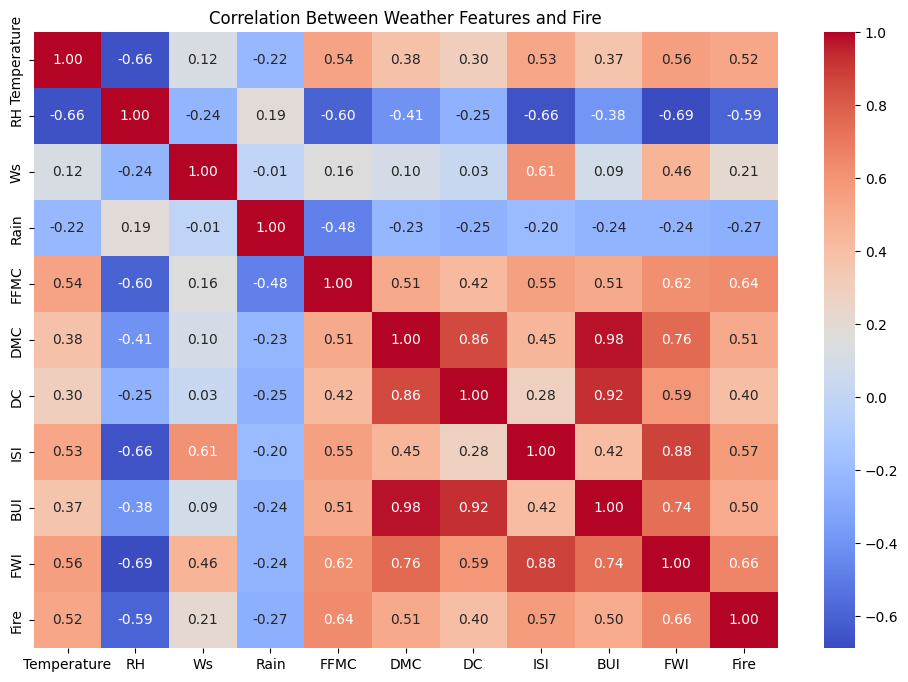 Correlation Between Weather Features and Fire
Temperature 1.00 -0.66 0.12 -0.22 0.54 0.38 0.30 0.53 0.37 0.56 0.52
RH -0.66 1.00 -0.24 0.19 -0.60 -0.41 -0.25 -0.66 -0.38 -0.69 -0.59
Ws 0.12 -0.24 1.00 -0.01 0.16 0.10 0.03 0.61 0.09 0.46 0.21
Rain -0.22 0.19 -0.01 1.00 -0.48 -0.23 -0.25 -0.20 -0.24 -0.24 -0.27
FFMC 0.54 -0.60 0.16 -0.48 1.00 0.51 0.42 0.55 0.51 0.62 0.64
DMC 0.38 -0.41 0.10 -0.23 0.51 1.00 0.86 0.45 0.98 0.76 0.51
DC 0.30 -0.25 0.03 -0.25 0.42 0.86 1.00 0.28 0.92 0.59 0.40
ISI 0.53 -0.66 0.61 -0.20 0.55 0.45 0.28 1.00 0.42 0.88 0.57
BUI 0.37 -0.38 0.09 -0.24 0.51 0.98 0.92 0.42 1.00 0.74 0.50
FWI 0.56 -0.69 0.46 -0.24 0.62 0.76 0.59 0.88 0.74 1.00 0.66
Fire 0.52 -0.59 0.21 -0.27 0.64 0.51 0.40 0.57 0.50 0.66 1.00
Temperature RH Ws Rain FFMC DMC DC ISI BUI FWI Fire
1.0
0.8
0.6
0.4
0.2
0.0
−0.2
−0.4
−0.6